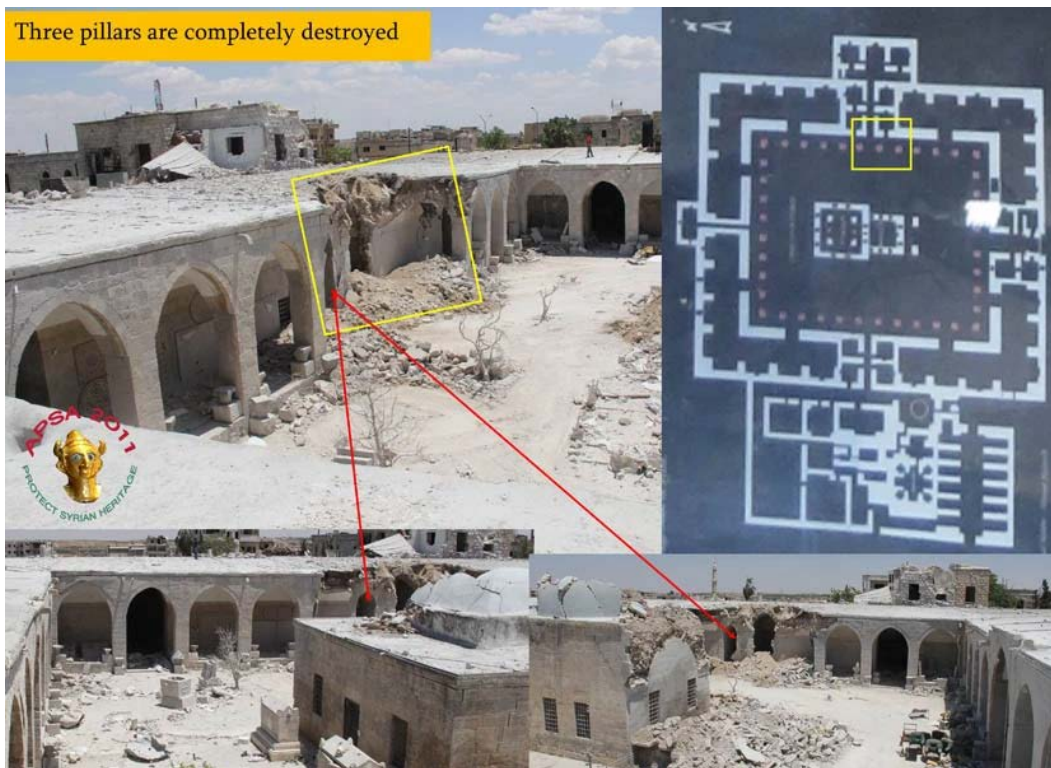 Three pillars are completely destroyed
APSA 2011
PROTECT SYRIAN HERITAGE